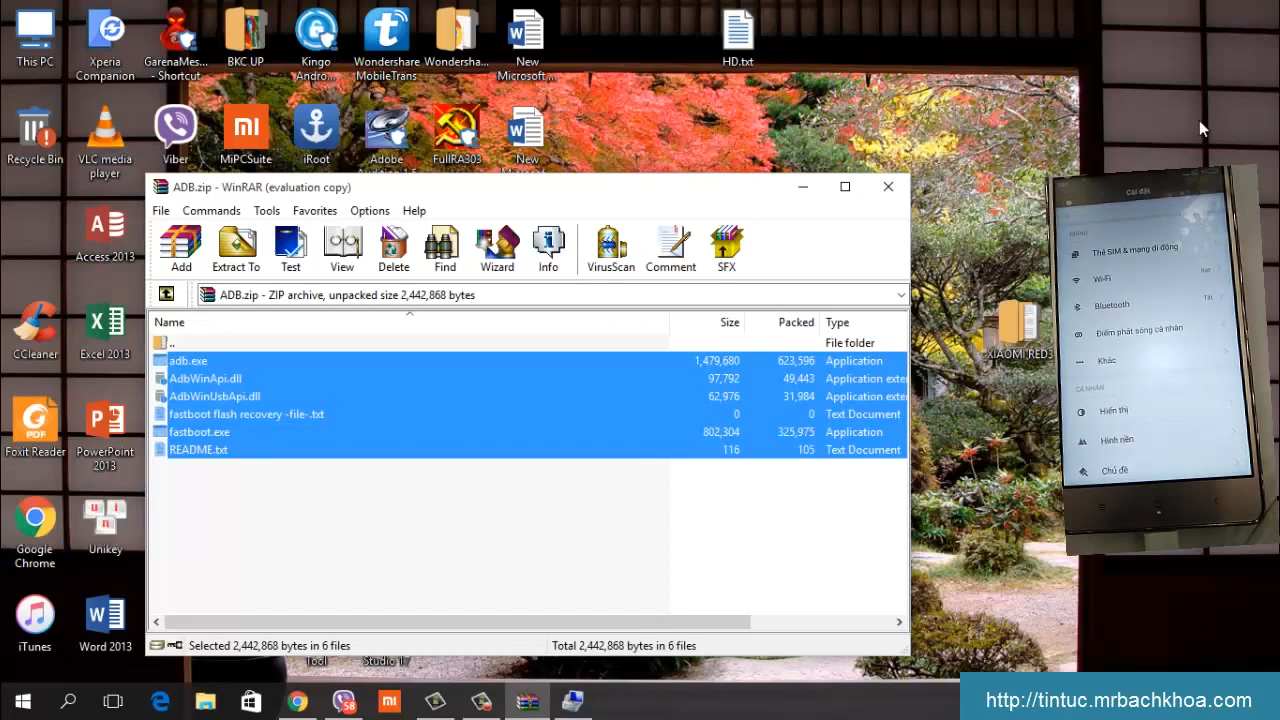 This PC
Xperia
Companion
GarenaMes...
- Shortcut
BKC UP
Kingo
Andro...
Wondershare
MobileTrans
Wondersha...
New
Microsoft...
HD.txt
Recycle Bin
VLC media
player
Viber
MiPCSuite
iRoot
Adobe
FullRA303
New
Access 2013
CCleaner
Excel 2013
PDF
Foxit Reader
PowerPoint
2013
Google
Chrome
Unikey
iTunes
Word 2013
ADB.zip - WinRAR (evaluation copy)
File Commands Tools Favorites Options Help
Add Extract To Test View Delete Find Wizard Info VirusScan Comment SFX
ADB.zip - ZIP archive, unpacked size 2,442,868 bytes
Name Size Packed Type
.. File folder
adb.exe 1,479,680 623,596 Application
AdbWinApi.dll 97,792 49,443 Application exte
AdbWinUsbApi.dll 62,976 31,984 Application exte
fastboot flash recovery -file-.txt 0 0 Text Document
fastboot.exe 802,304 325,975 Application
README.txt 116 105 Text Document
Selected 2,442,868 bytes in 6 files Total 2,442,868 bytes in 6 files
Tool
Studio 17
XIAOMI RED3
Cài đặt
Thẻ SIM & mạng di động
Wi-Fi
Bluetooth
Điểm phát sóng cá nhân
Khác
CÁ NHÂN
Hiển thị
Hình nền
Chủ đề
58
http://tintuc.mrbachkhoa.com